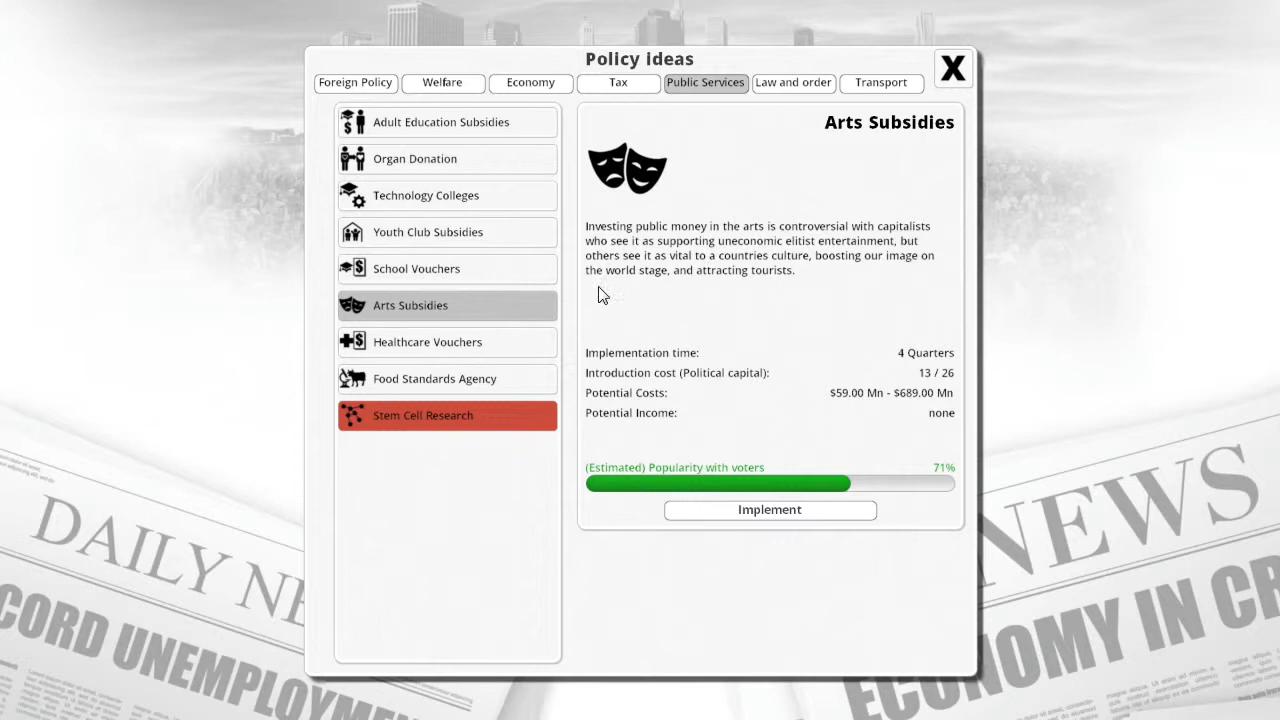 Policy ideas
X
Foreign Policy
Welfare
Economy
Tax
Public Services
Law and order
Transport
Adult Education Subsidies
Organ Donation
Technology Colleges
Youth Club Subsidies
School Vouchers
Arts Subsidies
Healthcare Vouchers
Food Standards Agency
Stem Cell Research
Arts Subsidies
Investing public money in the arts is controversial with capitalists
who see it as supporting uneconomic elitist entertainment, but
others see it as vital to a countries culture, boosting our image on
the world stage, and attracting tourists.
Implementation time: 4 Quarters
Introduction cost (Political capital): 13 / 26
Potential Costs: $59.00 Mn - $689.00 Mn
Potential Income: none
(Estimated) Popularity with voters 71%
Implement
DAILY NE
CORD UNEMPLOYM
NEWS
ECONOMY IN CR